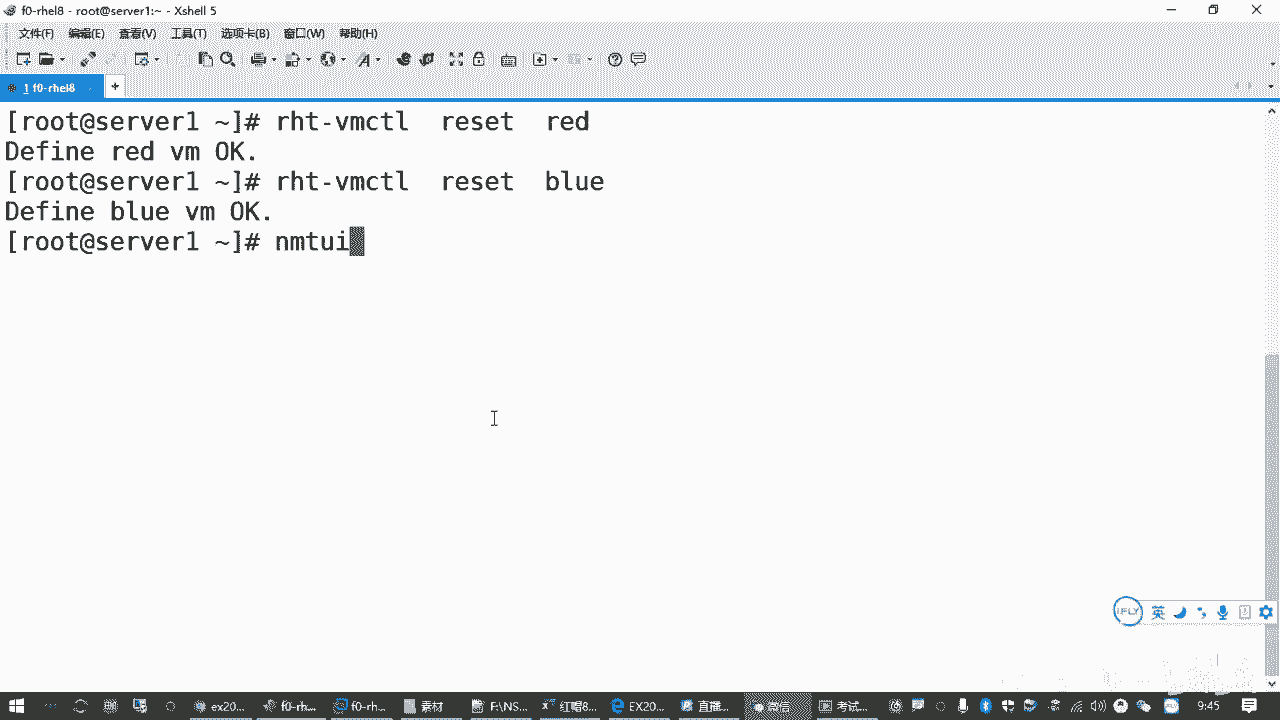 f0-rhel8 - root@server1:~ - Xshell 5
文件(F) 编辑(E) 查看(V) 工具(T) 选项卡(B) 窗口(W) 帮助(H)
1 f0-rhel8
[root@server1 ~]# rht-vmctl  reset  red
Define red vm OK.
[root@server1 ~]# rht-vmctl  reset  blue
Define blue vm OK.
[root@server1 ~]# nmtui
iFLY 英
ex20... f0-rh... f0-rh... 素材 F:\NS... 红帽8... EX20... 直播... 考试... 英 9:45